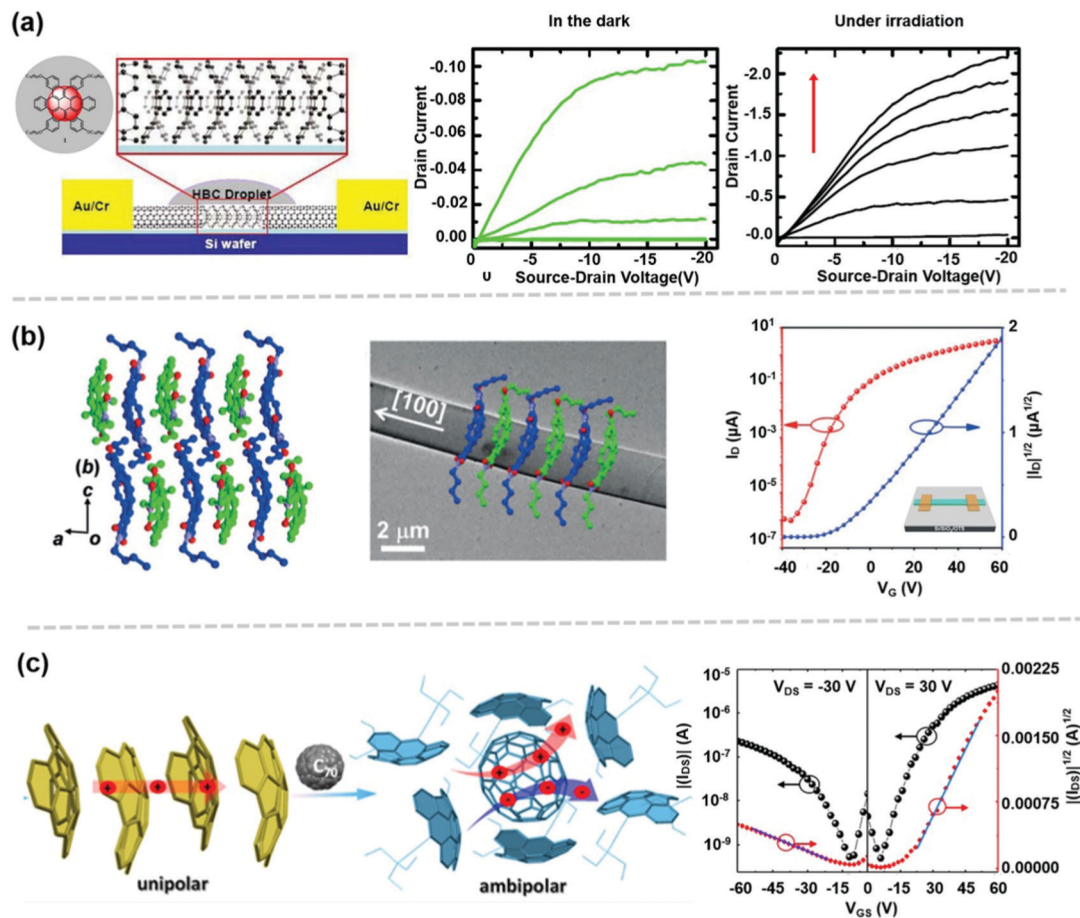 (a)
In the dark
Under irradiation
1
HBC Droplet
Au/Cr
Au/Cr
Si wafer
Drain Current
-0.10
-0.08
-0.06
-0.04
-0.02
0.00
0 -5 -10 -15 -20
Source-Drain Voltage(V)
Drain Current
-2.0
-1.5
-1.0
-0.5
-0.0
0 -5 -10 -15 -20
Source-Drain Voltage(V)
(b)
(b)
c
a o
[100]
2 μm
I_D (μA)
10¹
10⁻¹
10⁻³
10⁻⁵
10⁻⁷
2
1
0
|I_D|^1/2 (μA^1/2)
-40 -20 0 20 40 60
V_G (V)
(c)
C₇₀
unipolar
ambipolar
|(I_DS)| (A)
10⁻⁵
10⁻⁶
10⁻⁷
10⁻⁸
10⁻⁹
V_DS = -30 V
V_DS = 30 V
0.00225
0.00150
0.00075
0.00000
|(I_DS)|^1/2 (A)^1/2
-60 -45 -30 -15 0 15 30 45 60
V_GS (V)